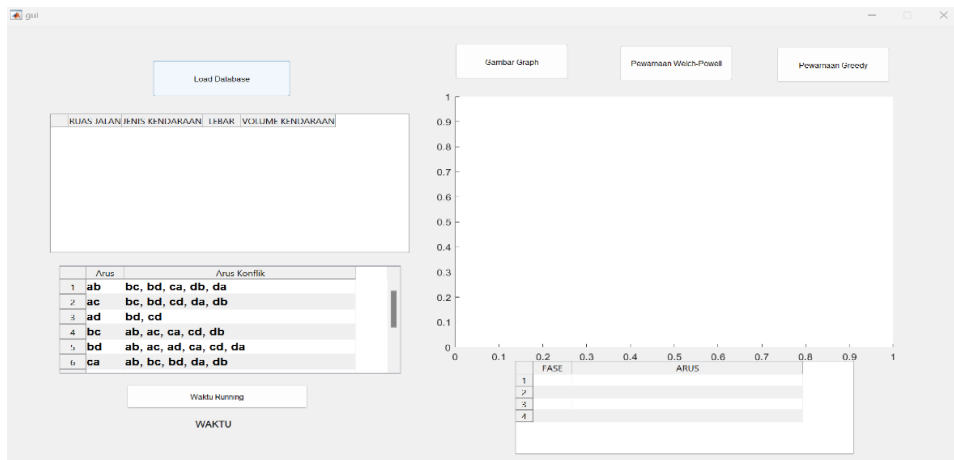 gui
Load Database
RUAS JALAN JENIS KENDARAAN LEBAR VOLUME KENDARAAN
Arus Arus Konflik
1 ab bc, bd, ca, db, da
2 ac bc, bd, cd, da, db
3 ad bd, cd
4 bc ab, ac, ca, cd, db
5 bd ab, ac, ad, ca, cd, da
6 ca ab, bc, bd, da, db
Waktu Running
WAKTU
Gambar Graph Pewarnaan Welch-Powell Pewarnaan Greedy
1
0.9
0.8
0.7
0.6
0.5
0.4
0.3
0.2
0.1
0
0 0.1 0.2 0.3 0.4 0.5 0.6 0.7 0.8 0.9 1
FASE ARUS
1
2
3
4